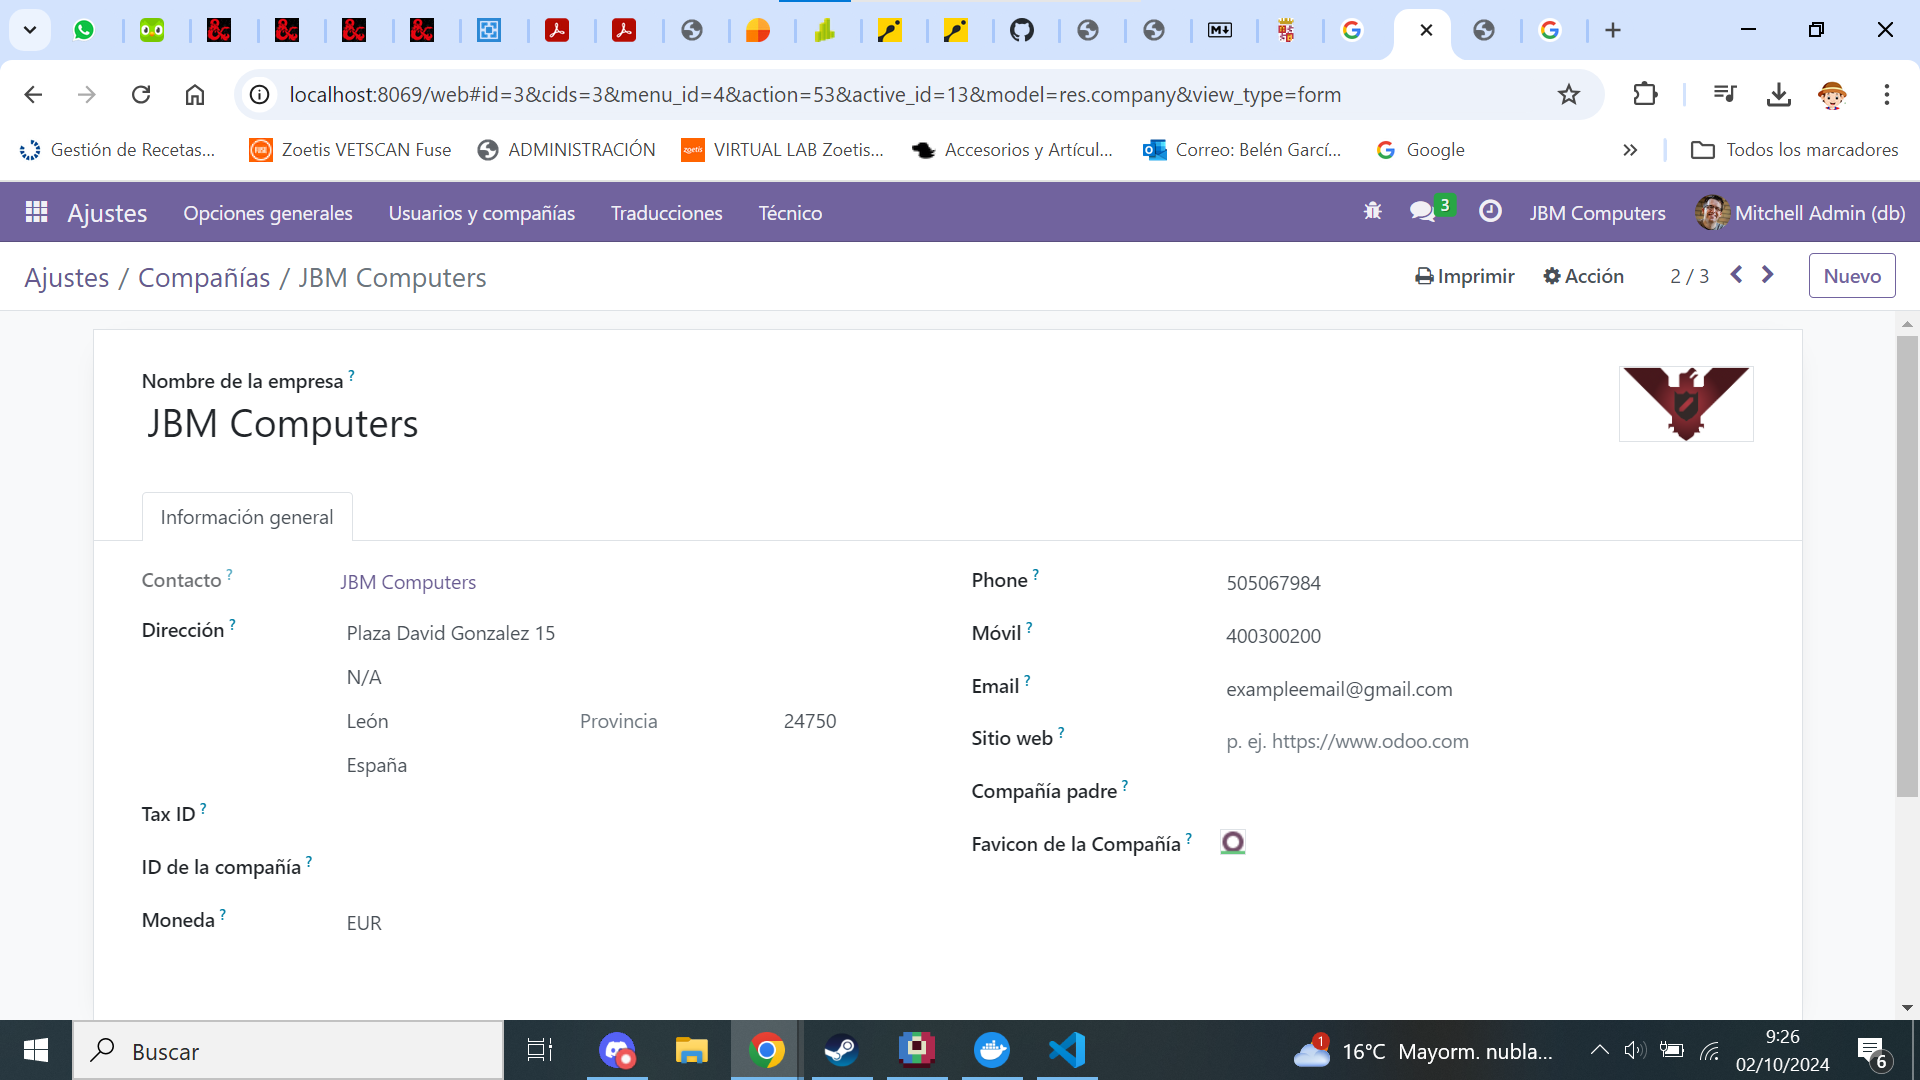 localhost:8069/web#id=3&cids=3&menu_id=4&action=53&active_id=13&model=res.company&view_type=form
Gestión de Recetas...
Zoetis VETSCAN Fuse
ADMINISTRACIÓN
VIRTUAL LAB Zoetis...
Accesorios y Artícul...
Correo: Belén Garcí...
Google
Todos los marcadores
Ajustes
Opciones generales
Usuarios y compañías
Traducciones
Técnico
3
JBM Computers
Mitchell Admin (db)
Ajustes / Compañías / JBM Computers
Imprimir
Acción
2 / 3
Nuevo
Nombre de la empresa ?
JBM Computers
Información general
Contacto ? JBM Computers
Dirección ? Plaza David Gonzalez 15
N/A
León Provincia 24750
España
Tax ID ?
ID de la compañía ?
Moneda ? EUR
Phone ? 505067984
Móvil ? 400300200
Email ? exampleemail@gmail.com
Sitio web ? p. ej. https://www.odoo.com
Compañía padre ?
Favicon de la Compañía ?
Buscar
1
16°C Mayorm. nubla...
9:26
02/10/2024
6